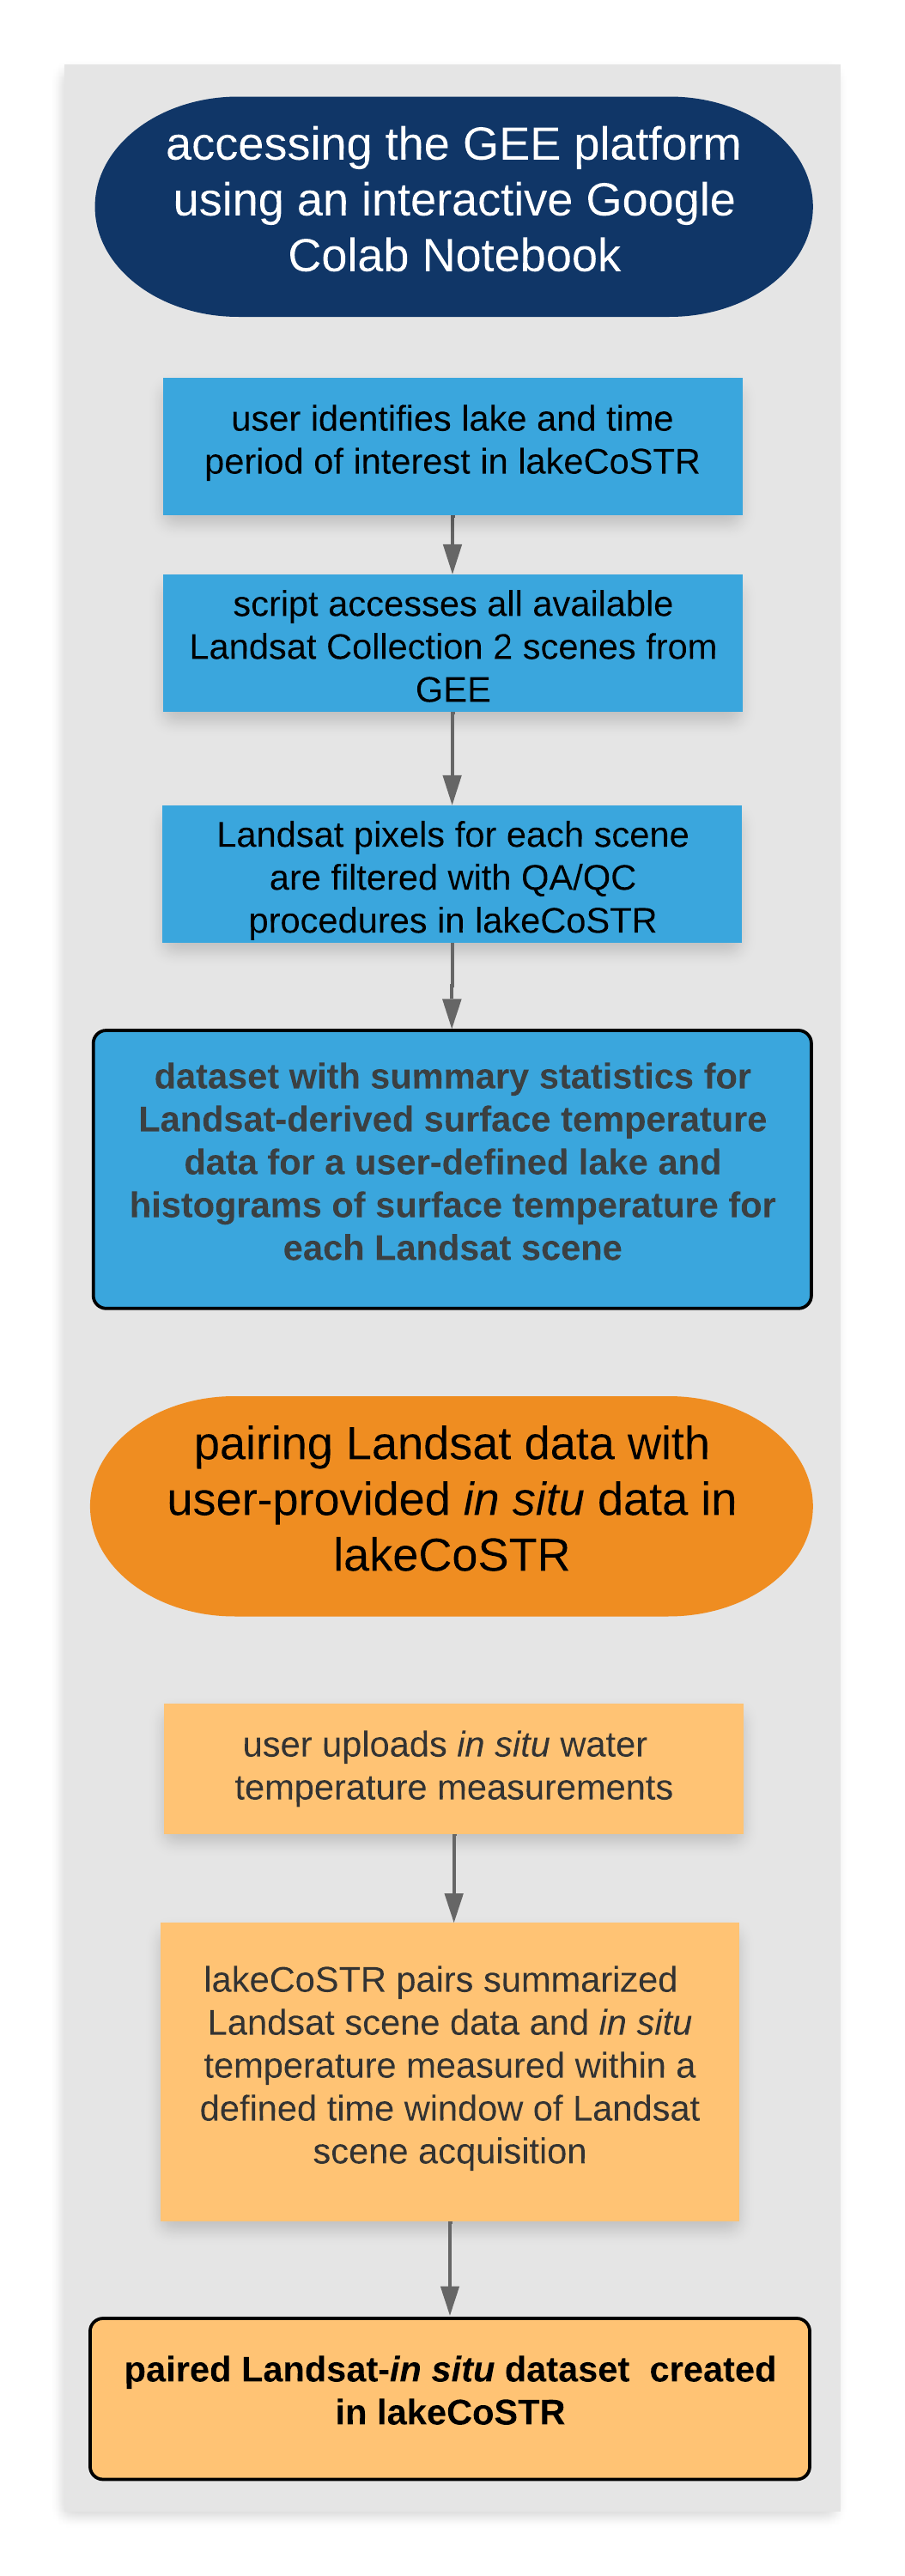 accessing the GEE platform
using an interactive Google
Colab Notebook
user identifies lake and time
period of interest in lakeCoSTR
script accesses all available
Landsat Collection 2 scenes from
GEE
Landsat pixels for each scene
are filtered with QA/QC
procedures in lakeCoSTR
dataset with summary statistics for
Landsat-derived surface temperature
data for a user-defined lake and
histograms of surface temperature for
each Landsat scene
pairing Landsat data with
user-provided in situ data in
lakeCoSTR
user uploads in situ water
temperature measurements
lakeCoSTR pairs summarized
Landsat scene data and in situ
temperature measured within a
defined time window of Landsat
scene acquisition
paired Landsat-in situ dataset  created
in lakeCoSTR